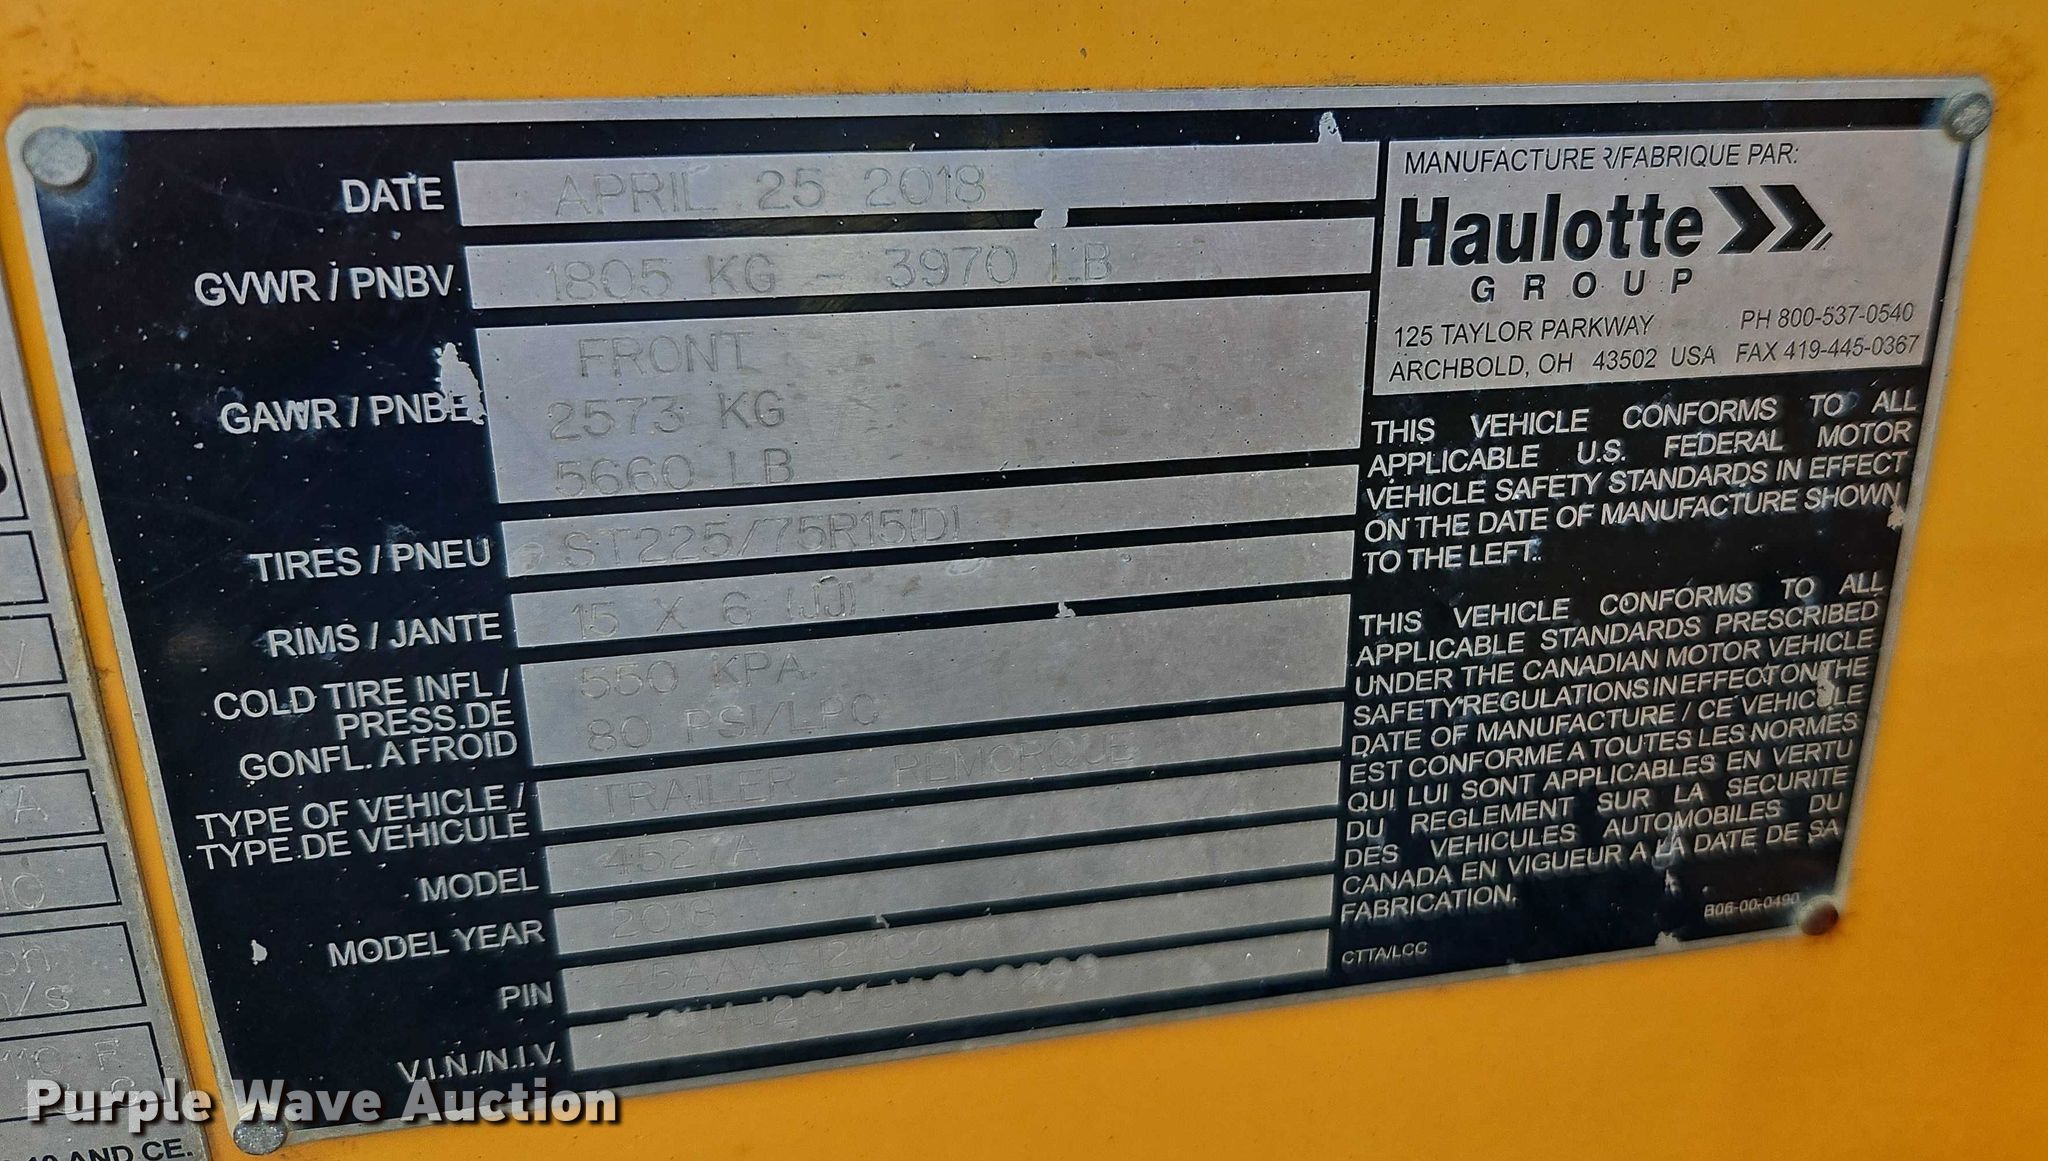 DATE APRIL 25 2018
GVWR / PNBV 1805 KG - 3970 LB
GAWR / PNBE FRONT
2573 KG
5660 LB
TIRES / PNEU ST225/75R15(D)
RIMS / JANTE 15 X 6 (JJ)
COLD TIRE INFL / 550 KPA
PRESS.DE 80 PSI/LPC
GONFL. A FROID
TYPE OF VEHICLE / TRAILER - REMORQUE
TYPE DE VEHICULE
MODEL 4527A
MODEL YEAR 2018
PIN
V.I.N./N.I.V.
MANUFACTURER/FABRIQUE PAR:
Haulotte
GROUP
125 TAYLOR PARKWAY PH 800-537-0540
ARCHBOLD, OH 43502 USA FAX 419-445-0367
THIS VEHICLE CONFORMS TO ALL
APPLICABLE U.S. FEDERAL MOTOR
VEHICLE SAFETY STANDARDS IN EFFECT
ON THE DATE OF MANUFACTURE SHOWN
TO THE LEFT.
THIS VEHICLE CONFORMS TO ALL
APPLICABLE STANDARDS PRESCRIBED
UNDER THE CANADIAN MOTOR VEHICLE
SAFETY REGULATIONS IN EFFECT ON THE
DATE OF MANUFACTURE / CE VEHICULE
EST CONFORME A TOUTES LES NORMES
QUI LUI SONT APPLICABLES EN VERTU
DU REGLEMENT SUR LA SECURITE
DES VEHICULES AUTOMOBILES DU
CANADA EN VIGUEUR A LA DATE DE SA
FABRICATION.
B06-00-0490
CTTA/LCC
110 F
AND CE.
Purple Wave Auction